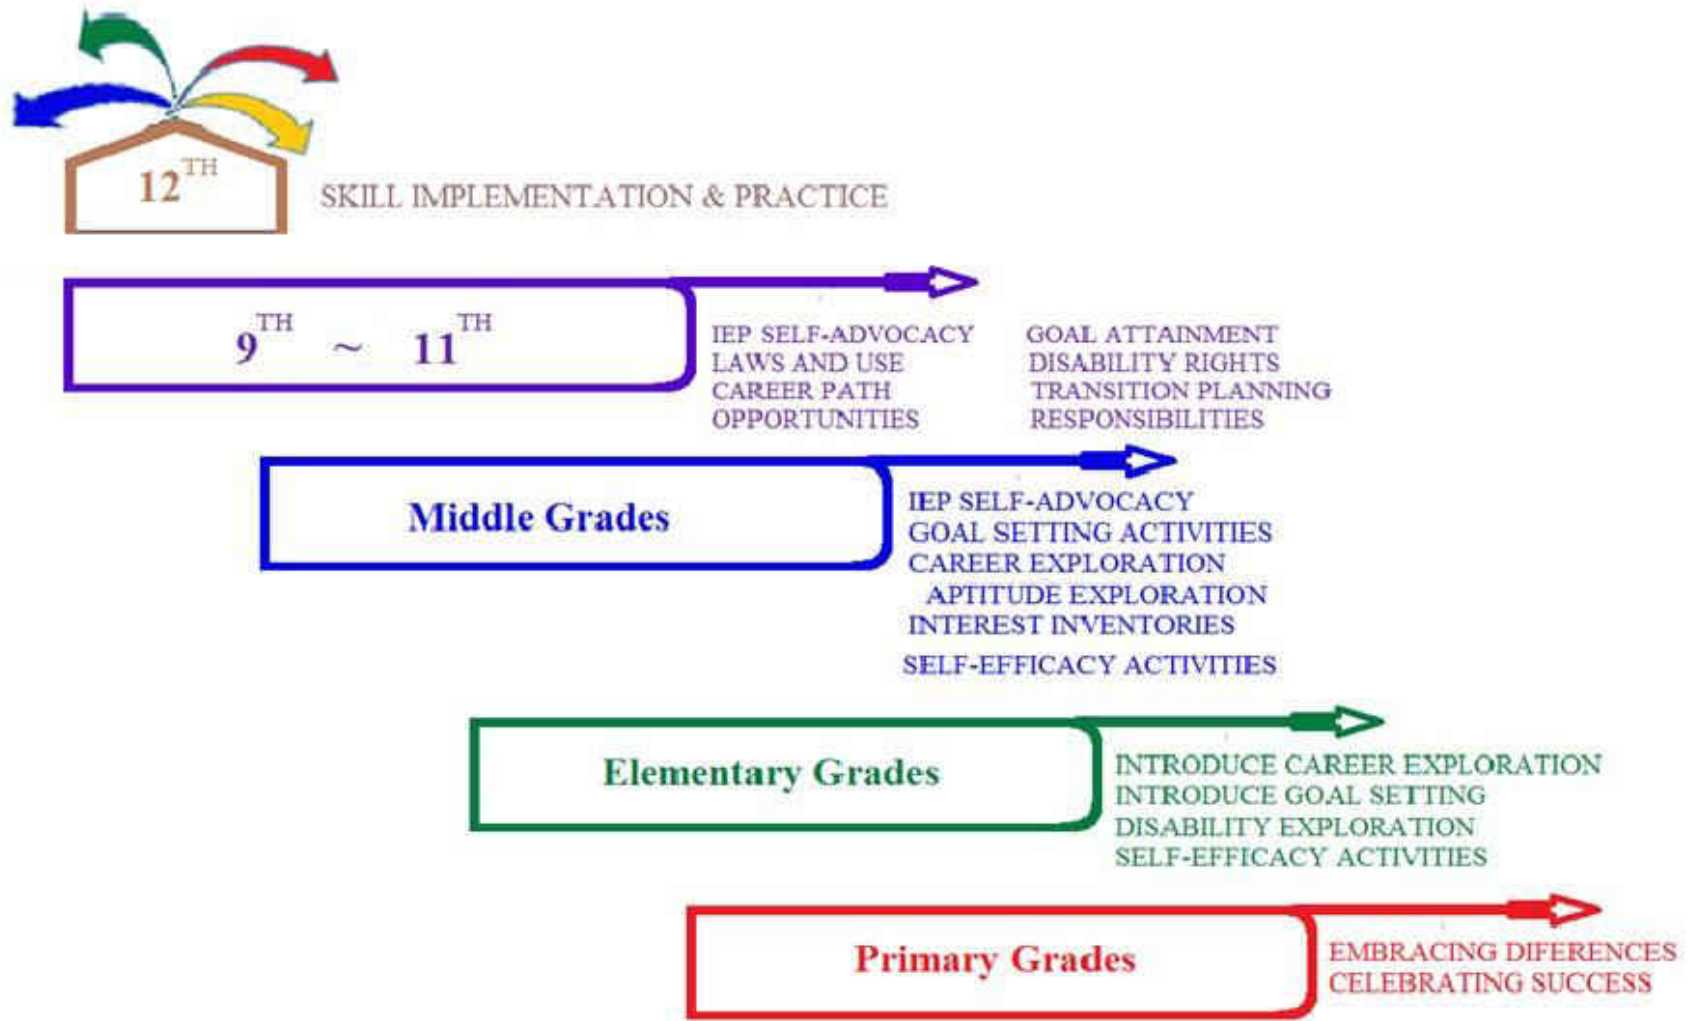 12TH
SKILL IMPLEMENTATION & PRACTICE
9TH ~ 11TH
IEP SELF-ADVOCACY
LAWS AND USE
CAREER PATH
OPPORTUNITIES
GOAL ATTAINMENT
DISABILITY RIGHTS
TRANSITION PLANNING
RESPONSIBILITIES
Middle Grades
IEP SELF-ADVOCACY
GOAL SETTING ACTIVITIES
CAREER EXPLORATION
APTITUDE EXPLORATION
INTEREST INVENTORIES
SELF-EFFICACY ACTIVITIES
Elementary Grades
INTRODUCE CAREER EXPLORATION
INTRODUCE GOAL SETTING
DISABILITY EXPLORATION
SELF-EFFICACY ACTIVITIES
Primary Grades
EMBRACING DIFERENCES
CELEBRATING SUCCESS